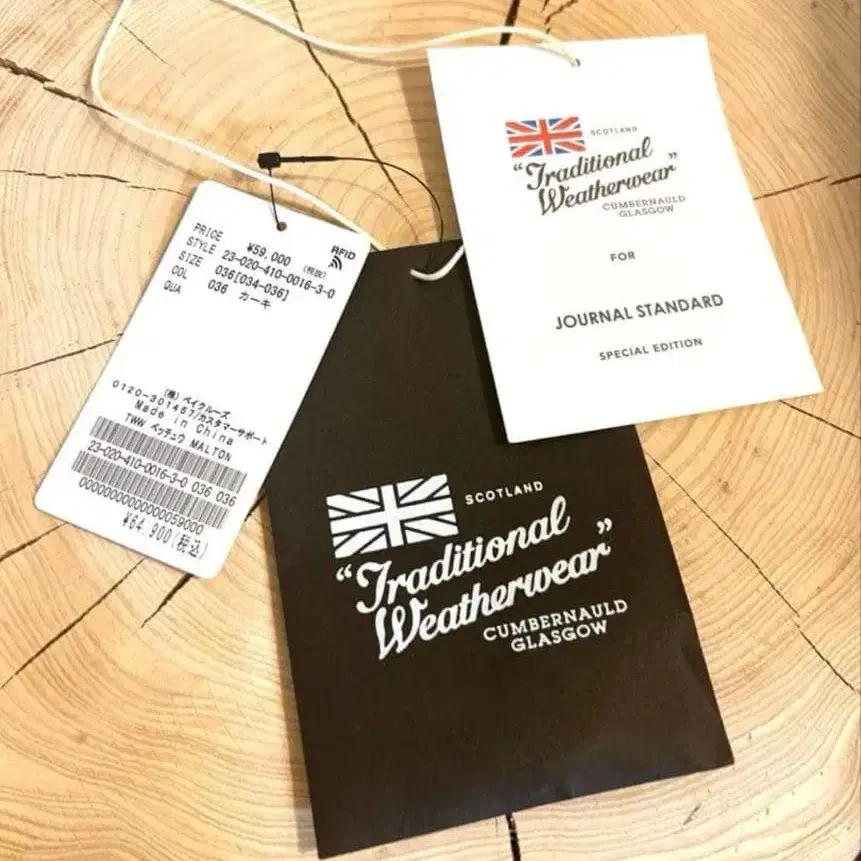 PRICE ¥59,000 (税抜)
STYLE 23-020-410-0016-3-0
SIZE 036[034-036]
COL 036 カーキ
QUA
RFID
(株) ベイクルーズ
0120-301457/カスタマーサポート
Made in China
TWW ベッチュウ MALTON
23-020-410-0016-3-0 036 036
0000000000000059000
¥64,900(税込)
SCOTLAND
“Traditional
Weatherwear”
CUMBERNAULD
GLASGOW
FOR
JOURNAL STANDARD
SPECIAL EDITION
SCOTLAND
“Traditional
Weatherwear”
CUMBERNAULD
GLASGOW